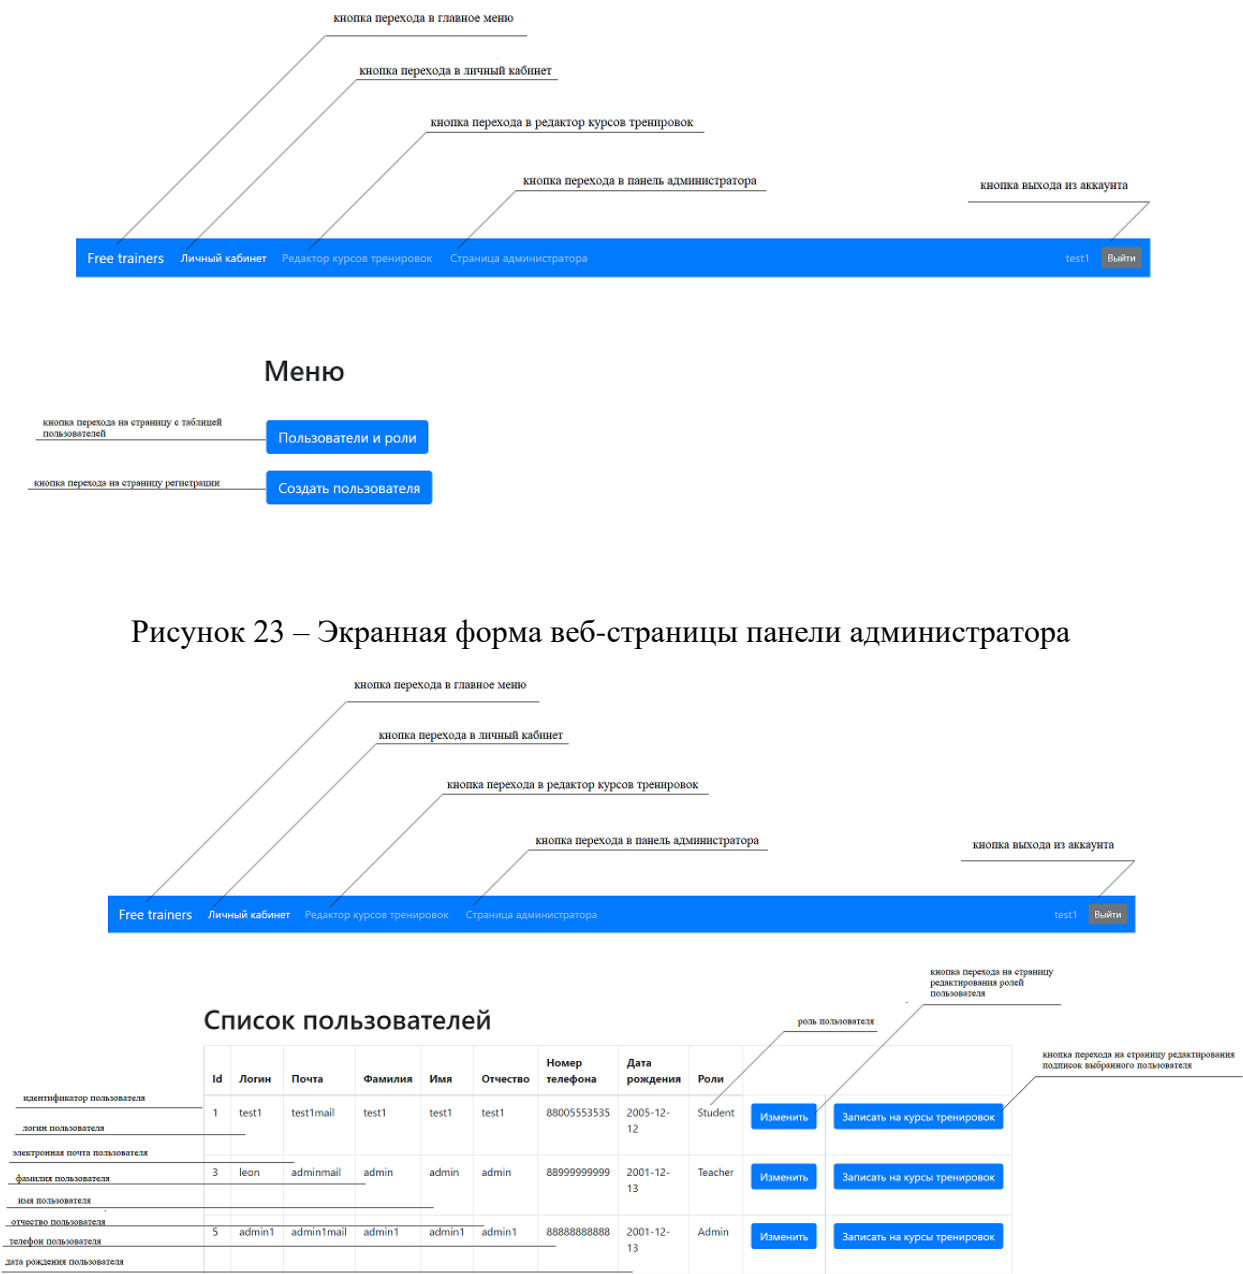 кнопка перехода в главное меню
кнопка перехода в личный кабинет
кнопка перехода в редактор курсов тренировок
кнопка перехода в панель администратора
кнопка выхода из аккаунта
Free trainers Личный кабинет Редактор курсов тренировок Страница администратора test1 Выйти
Меню
кнопка перехода на страницу с таблицей
пользователей
Пользователи и роли
кнопка перехода на страницу регистрации
Создать пользователя
Рисунок 23 – Экранная форма веб-страницы панели администратора
кнопка перехода в главное меню
кнопка перехода в личный кабинет
кнопка перехода в редактор курсов тренировок
кнопка перехода в панель администратора
кнопка выхода из аккаунта
Free trainers Личный кабинет Редактор курсов тренировок Страница администратора test1 Выйти
кнопка перехода на страницу
редактирования ролей
пользователя
Список пользователей
роль пользователя
кнопка перехода на страницу редактирования
подписок выбранного пользователя
Id Логин Почта Фамилия Имя Отчество Номер телефона Дата рождения Роли
идентификатор пользователя
1 test1 test1mail test1 test1 test1 88005553535 2005-12-12 Student Изменить Записать на курсы тренировок
логин пользователя
электронная почта пользователя
3 leon adminmail admin admin admin 88999999999 2001-12-13 Teacher Изменить Записать на курсы тренировок
фамилия пользователя
имя пользователя
отчество пользователя
5 admin1 admin1mail admin1 admin1 admin1 88888888888 2001-12-13 Admin Изменить Записать на курсы тренировок
телефон пользователя
дата рождения пользователя